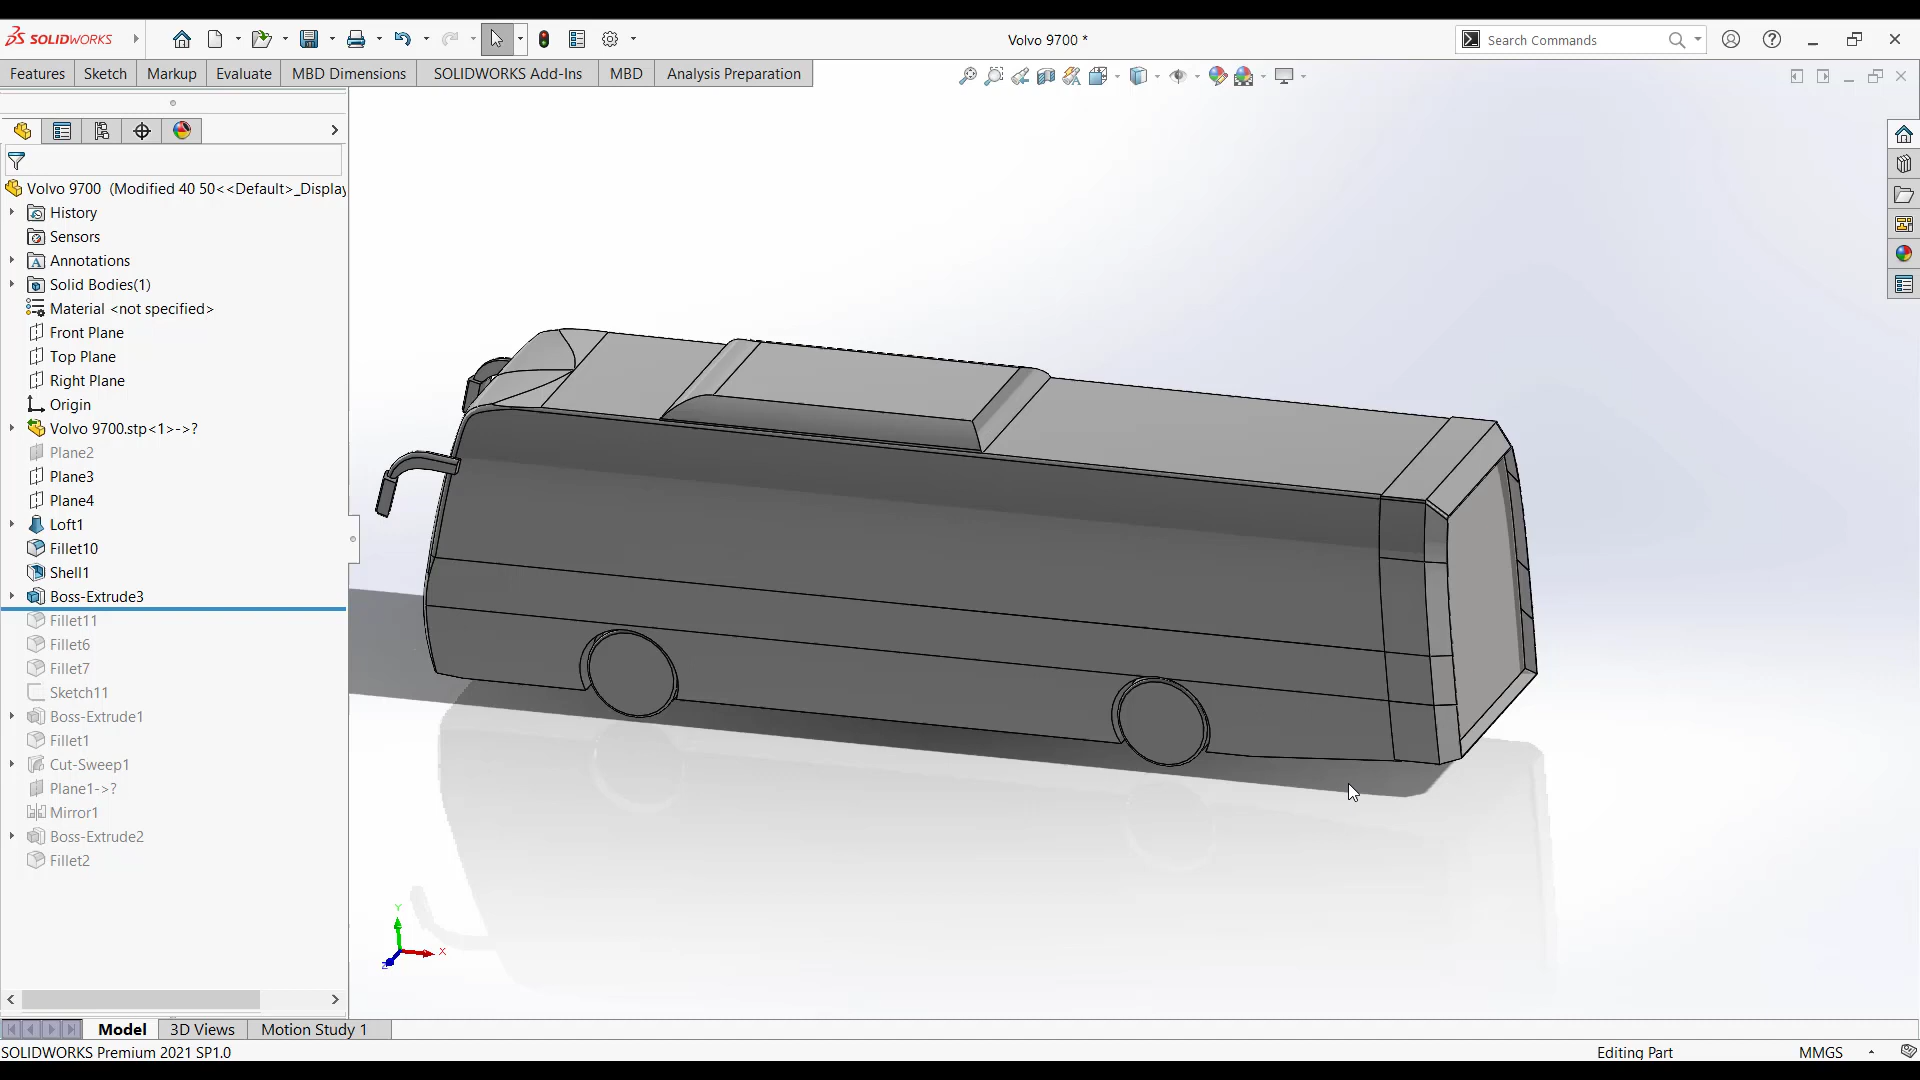 SOLIDWORKS
Volvo 9700 *
Search Commands
Features Sketch Markup Evaluate MBD Dimensions SOLIDWORKS Add-Ins MBD Analysis Preparation
Volvo 9700 (Modified 40 50<<Default>_Display
History
Sensors
Annotations
Solid Bodies(1)
Material <not specified>
Front Plane
Top Plane
Right Plane
Origin
Volvo 9700.stp<1>->?
Plane2
Plane3
Plane4
Loft1
Fillet10
Shell1
Boss-Extrude3
Fillet11
Fillet6
Fillet7
Sketch11
Boss-Extrude1
Fillet1
Cut-Sweep1
Plane1->?
Mirror1
Boss-Extrude2
Fillet2
Y
X
Z
Model 3D Views Motion Study 1
SOLIDWORKS Premium 2021 SP1.0 Editing Part MMGS